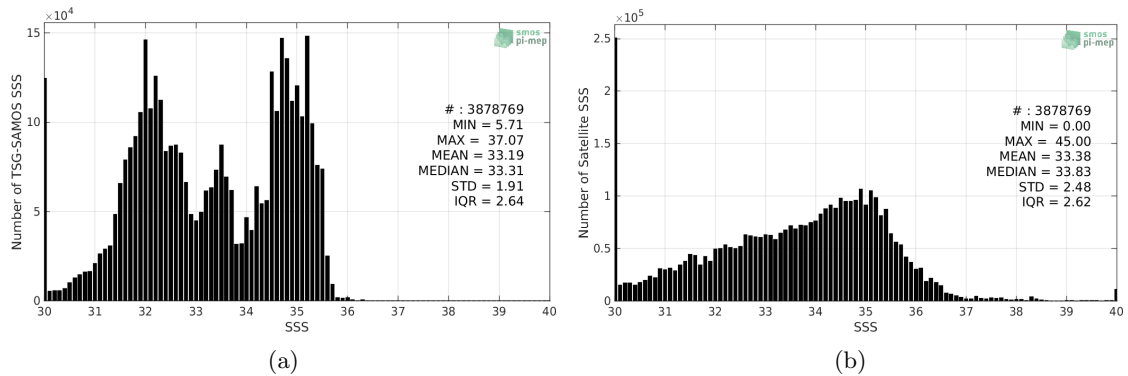 ×10⁴
15
10
5
0
Number of TSG-SAMOS SSS
smos
pi-mep
# : 3878769
MIN = 5.71
MAX = 37.07
MEAN = 33.19
MEDIAN = 33.31
STD = 1.91
IQR = 2.64
30 31 32 33 34 35 36 37 38 39 40
SSS
(a)
×10⁵
2.5
2
1.5
1
0.5
0
Number of Satellite SSS
smos
pi-mep
# : 3878769
MIN = 0.00
MAX = 45.00
MEAN = 33.38
MEDIAN = 33.83
STD = 2.48
IQR = 2.62
30 31 32 33 34 35 36 37 38 39 40
SSS
(b)